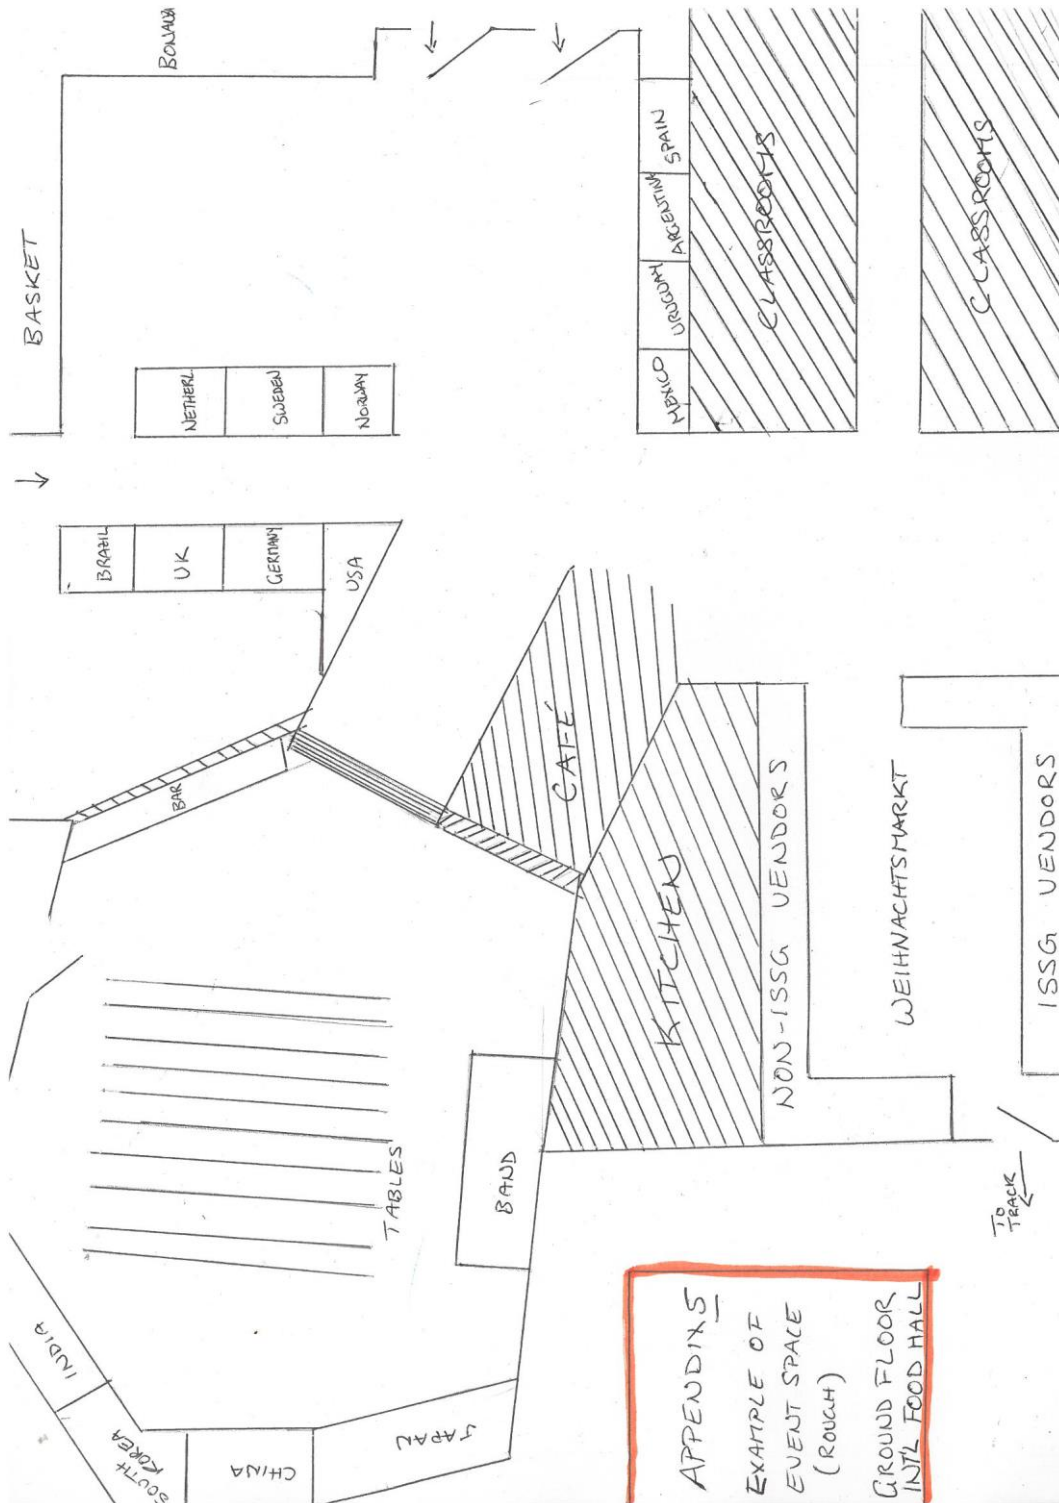 BASKET
BONANZA
INDIA
SOUTH
KOREA
CHINA
JAPAN
TABLES
BAND
BAR
BRAZIL
UK
GERMANY
USA
NETHERL.
SWEDEN
NORWAY
MEXICO
URUGUAY
ARGENTINA
SPAIN
CLASSROOMS
CLASSROOMS
CAFÉ
KITCHEN
NON-ISSG VENDORS
WEIHNACHTSMARKT
ISSG VENDORS
TO
TRACK
APPENDIX 5
EXAMPLE OF
EVENT SPACE
(ROUGH)
GROUND FLOOR
INT'L FOOD HALL